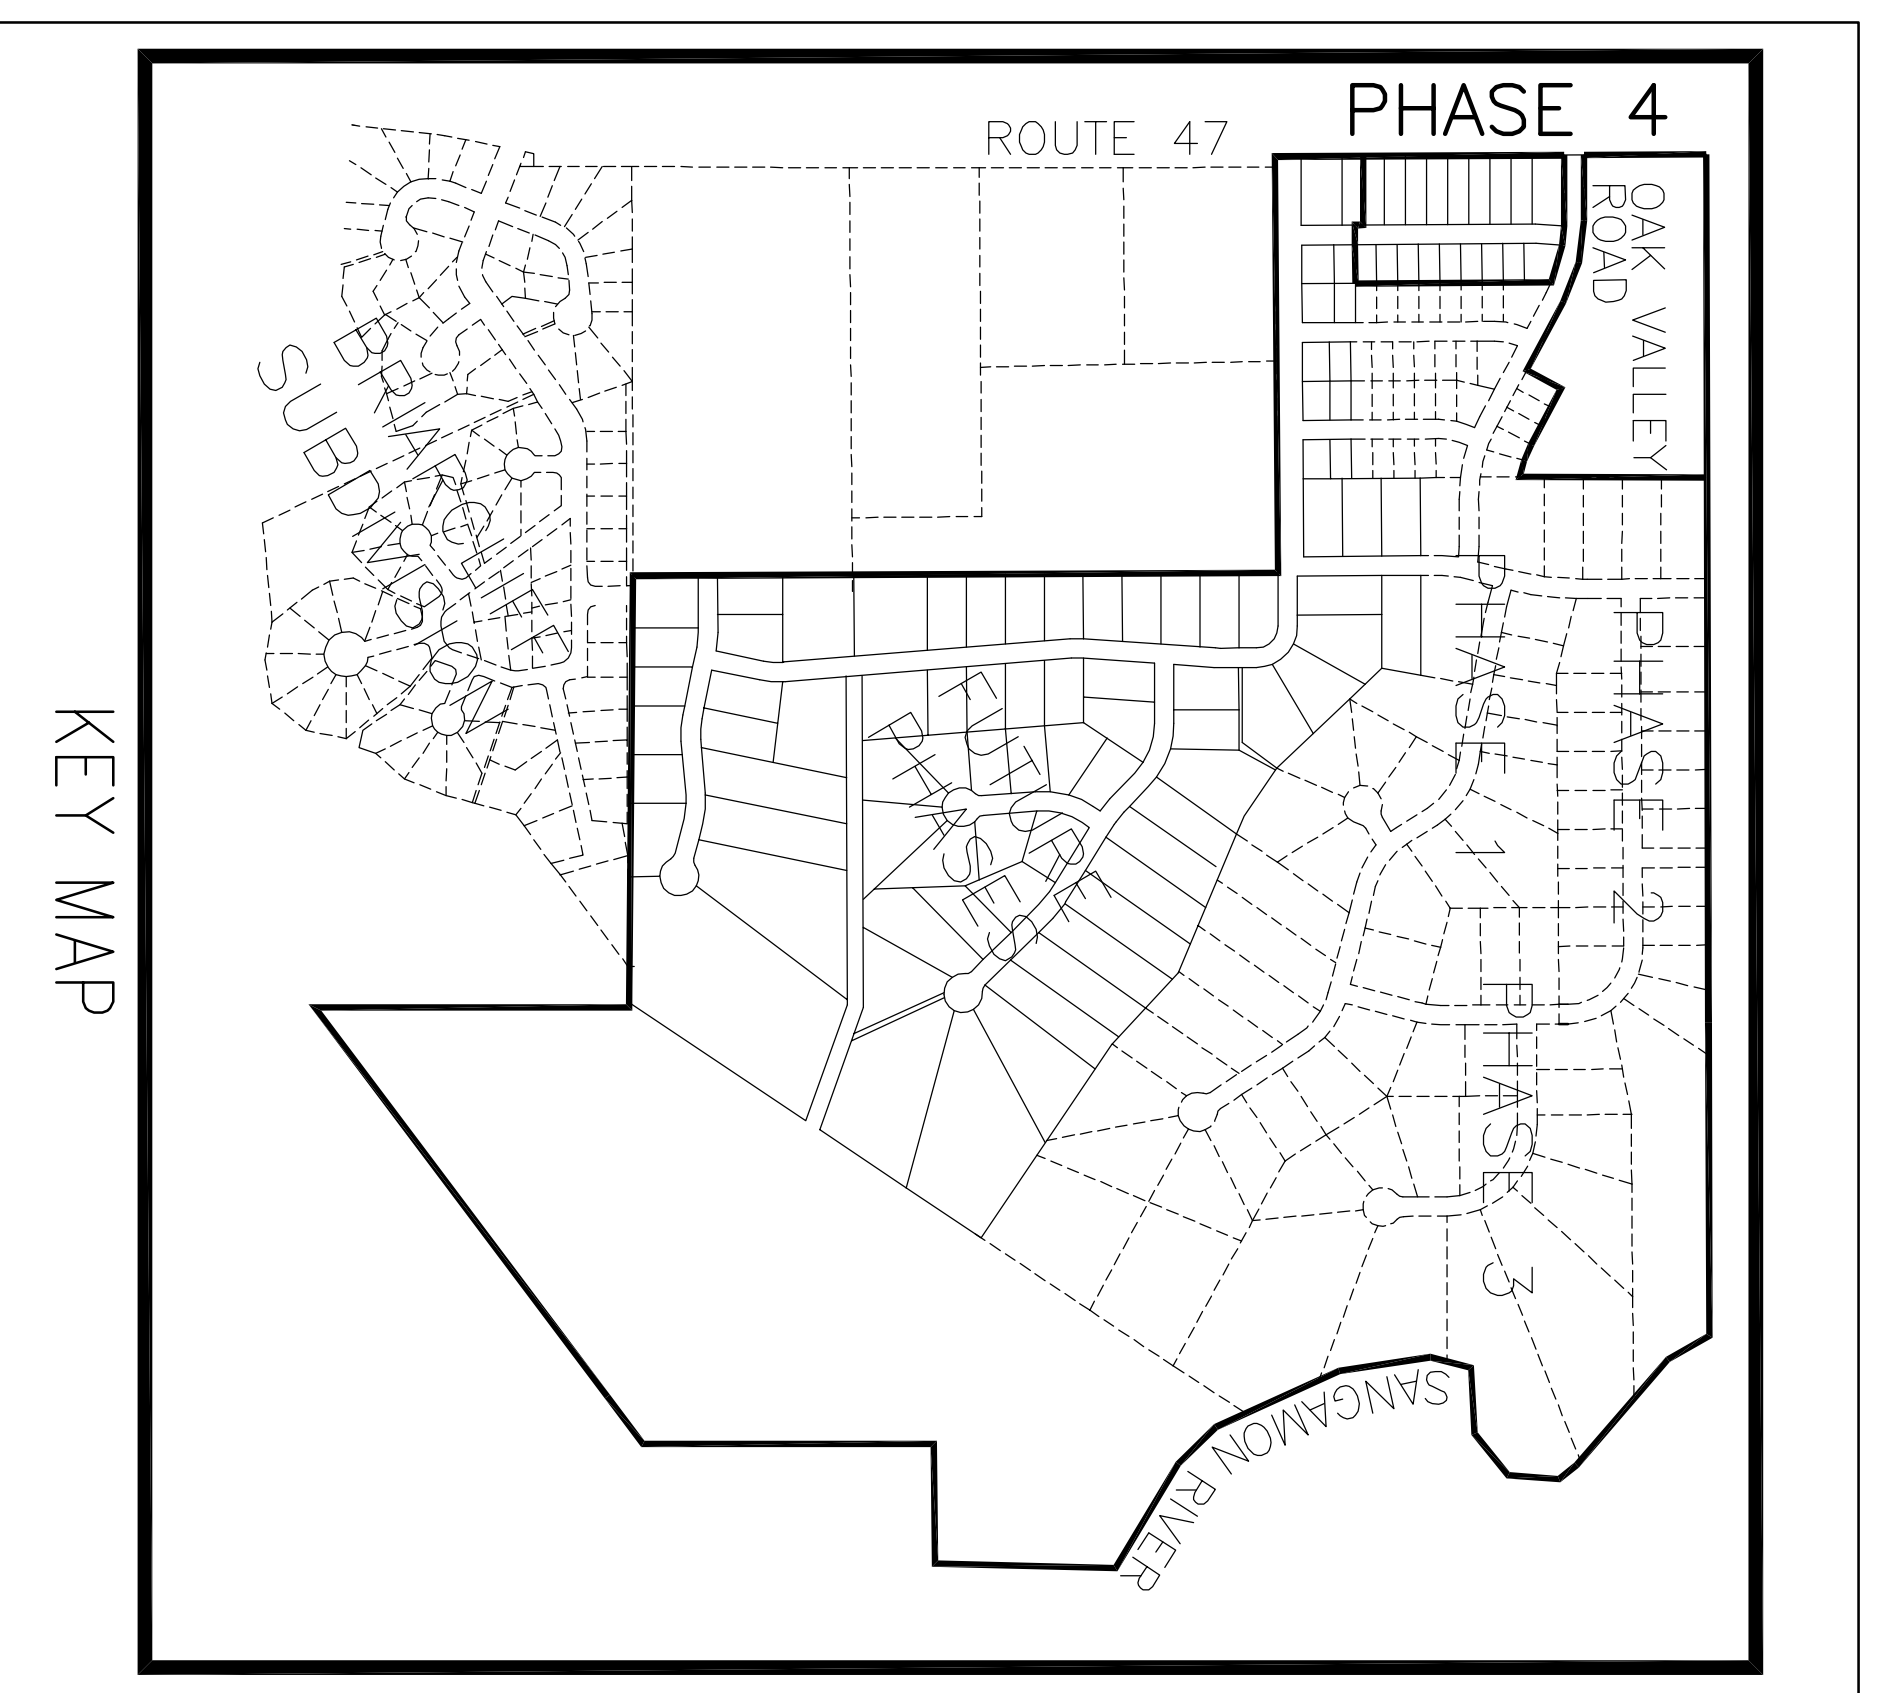 PHASE 4
ROUTE 47
OAK VALLEY
ROAD
BRIARCLIFF
SUBDIVISION
PHASE 1
PHASE 2
FUTURE
PHASES
PHASE 3
SANGAMON RIVER
KEY MAP